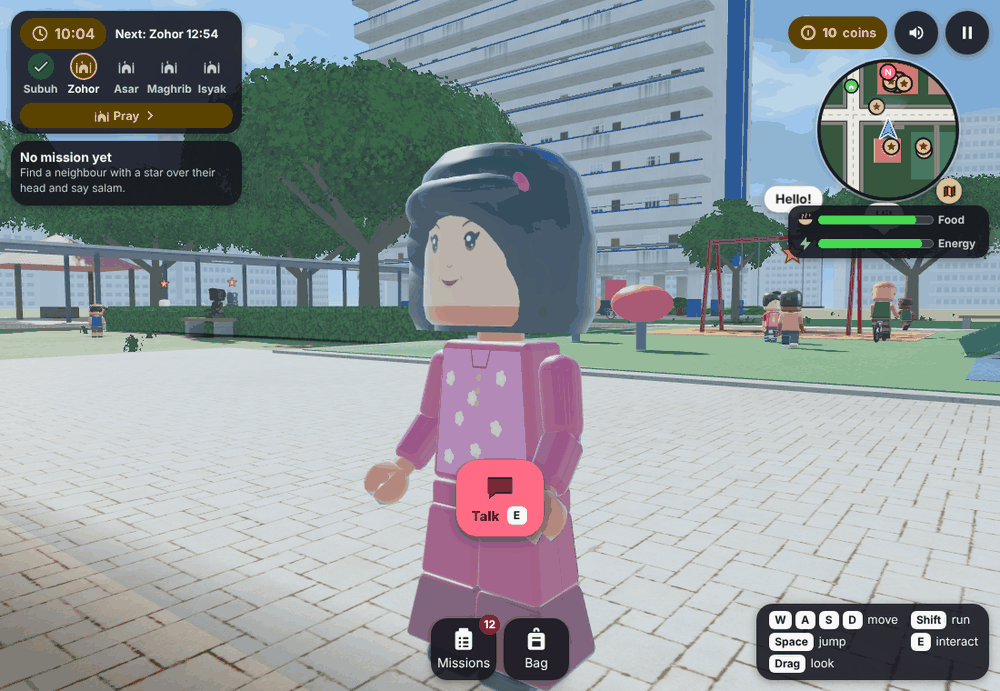 10:04
Next: Zohor 12:54
Subuh
Zohor
Asar
Maghrib
Isyak
Pray
No mission yet
Find a neighbour with a star over their
head and say salam.
10 coins
N
Hello!
Food
Energy
Talk E
12
Missions
Bag
W A S D move Shift run
Space jump E interact
Drag look